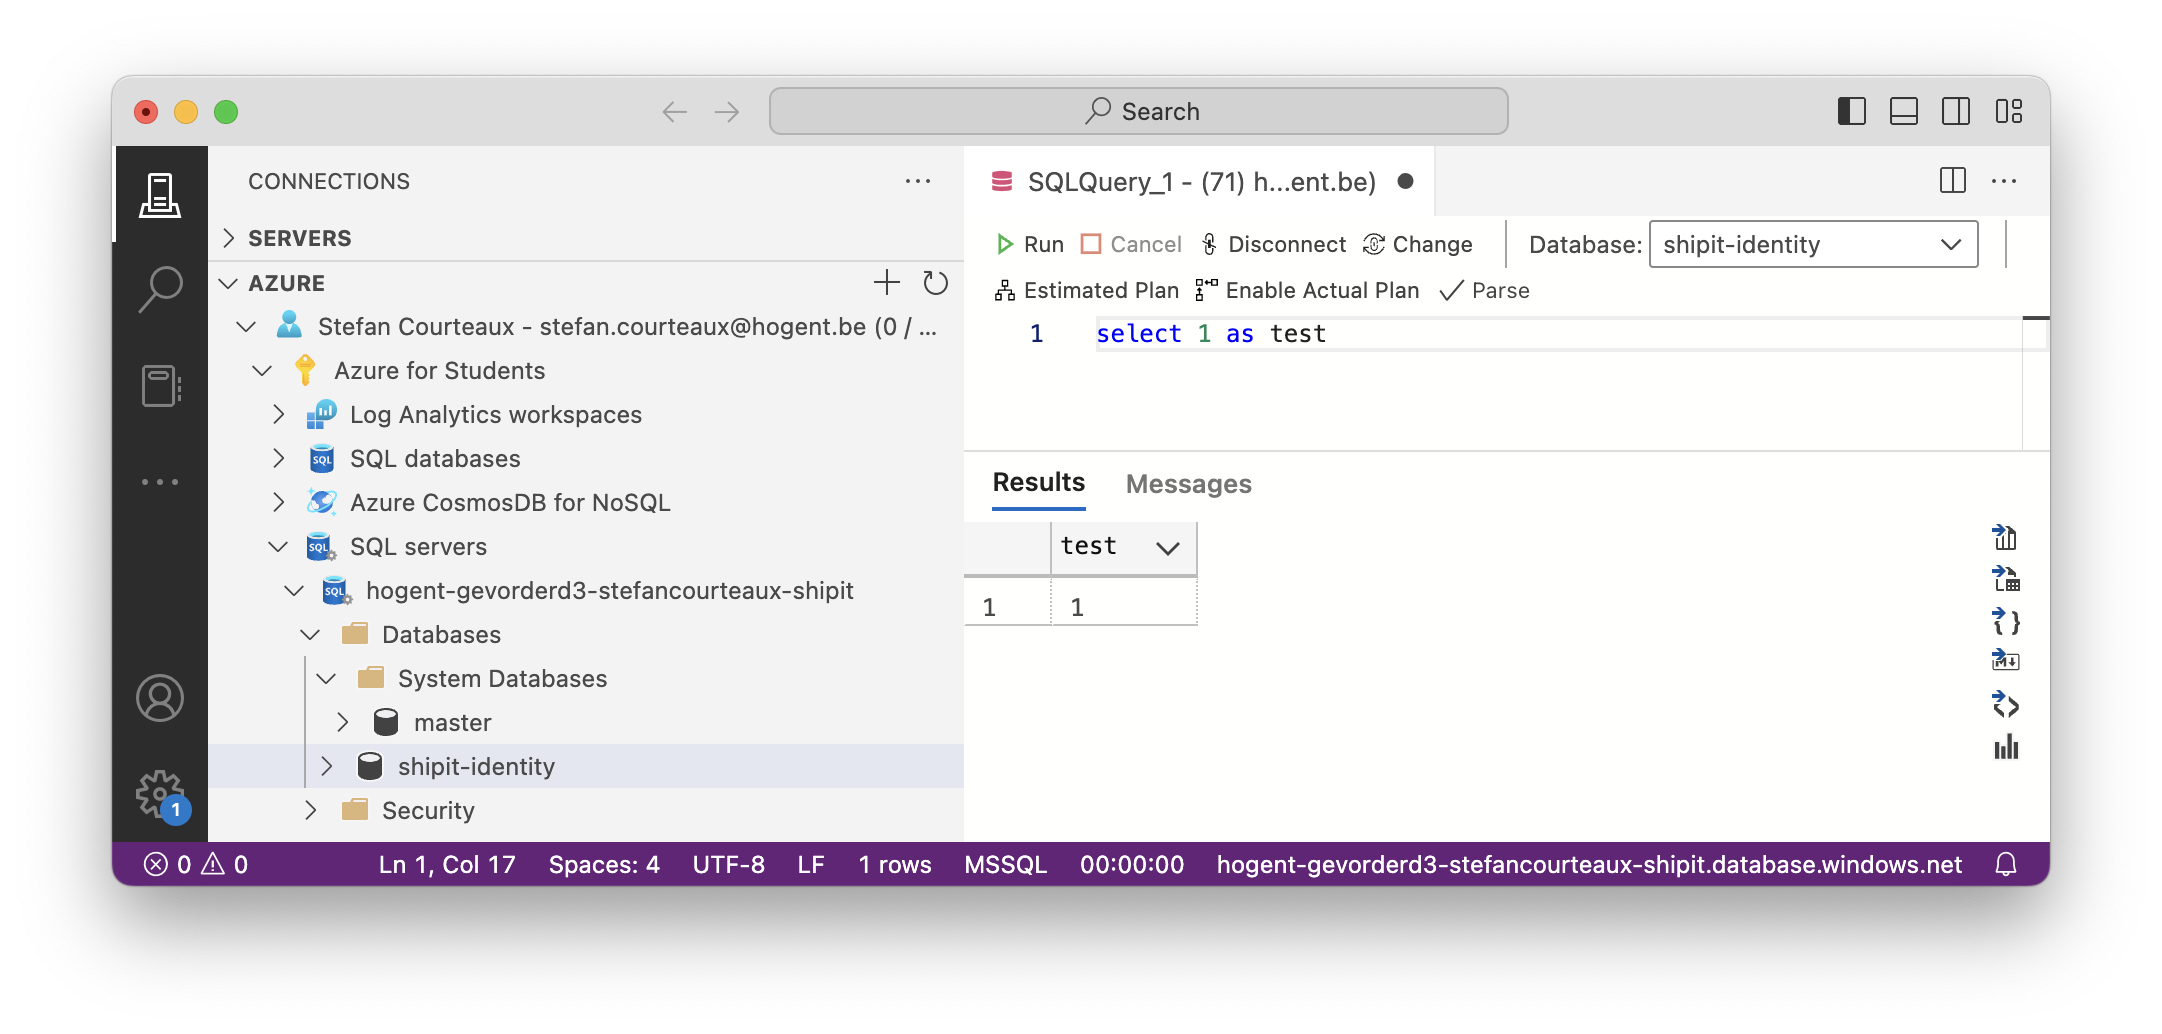 Search
CONNECTIONS
SERVERS
AZURE
Stefan Courteaux - stefan.courteaux@hogent.be (0 / ...
Azure for Students
Log Analytics workspaces
SQL
SQL databases
Azure CosmosDB for NoSQL
SQL
SQL servers
SQL
hogent-gevorderd3-stefancourteaux-shipit
Databases
System Databases
master
shipit-identity
Security
1
SQLQuery_1 - (71) h...ent.be)
Run Cancel Disconnect Change Database: shipit-identity
Estimated Plan Enable Actual Plan Parse
1 select 1 as test
Results Messages
test
1 1
0 0 Ln 1, Col 17 Spaces: 4 UTF-8 LF 1 rows MSSQL 00:00:00 hogent-gevorderd3-stefancourteaux-shipit.database.windows.net